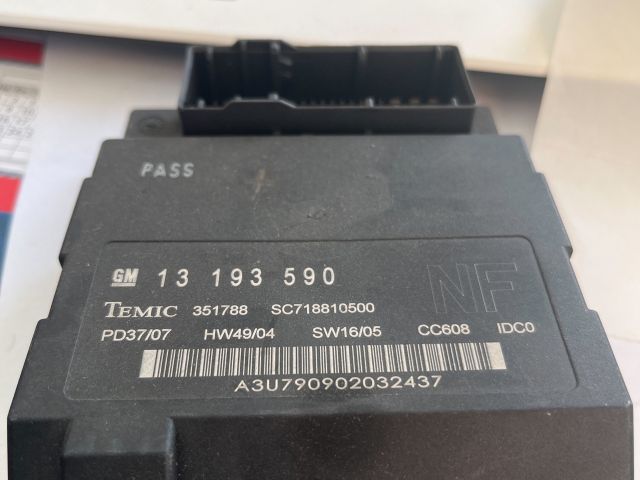 PASS
GM 13 193 590 NF
TEMIC 351788 SC718810500
PD37/07 HW49/04 SW16/05 CC608 IDC0
A3U790902032437